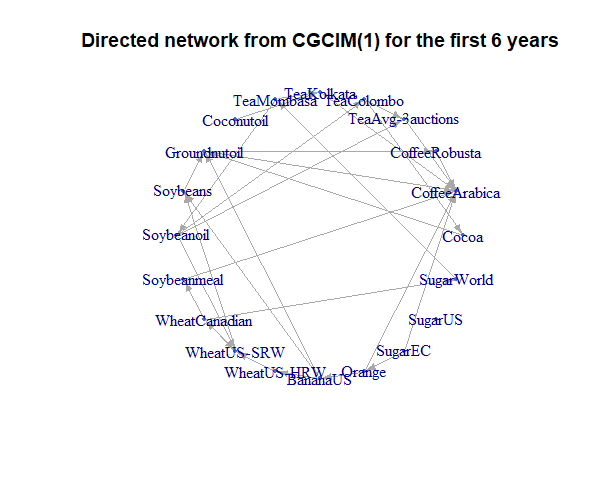 Directed network from CGCIM(1) for the first 6 years
TeaKolkata
TeaMombasa
TeaColombo
Coconutoil
TeaAvg-3auctions
Groundnutoil
CoffeeRobusta
Soybeans
CoffeeArabica
Soybeanoil
Cocoa
Soybeanmeal
SugarWorld
WheatCanadian
SugarUS
WheatUS-SRW
SugarEC
WheatUS-HRW
Orange
BananaUS